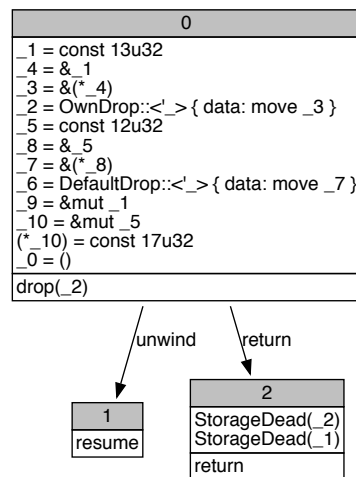 0
_1 = const 13u32
_4 = &_1
_3 = &(*_4)
_2 = OwnDrop::<'_> { data: move _3 }
_5 = const 12u32
_8 = &_5
_7 = &(*_8)
_6 = DefaultDrop::<'_> { data: move _7 }
_9 = &mut _1
_10 = &mut _5
(*_10) = const 17u32
_0 = ()
drop(_2)
unwind
return
1
resume
2
StorageDead(_2)
StorageDead(_1)
return